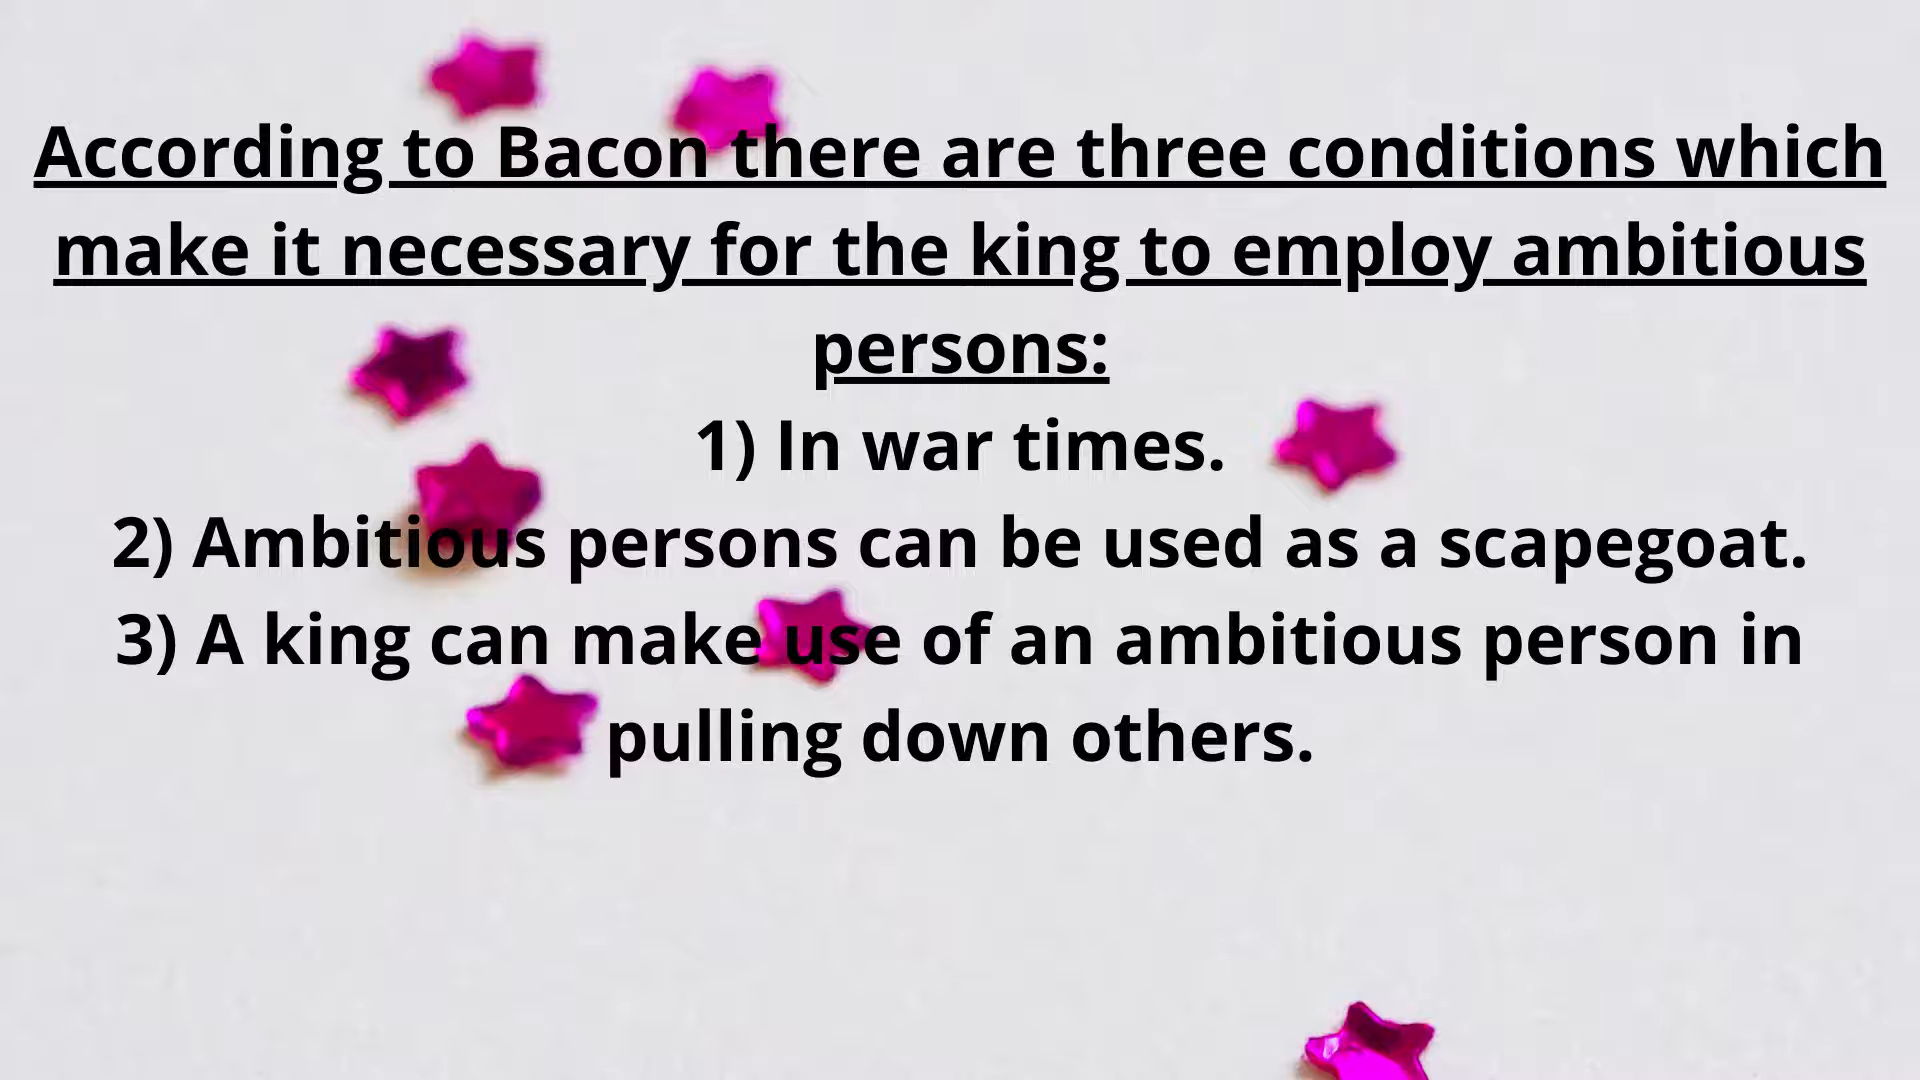 According to Bacon there are three conditions which
make it necessary for the king to employ ambitious
persons:
1) In war times.
2) Ambitious persons can be used as a scapegoat.
3) A king can make use of an ambitious person in
pulling down others.